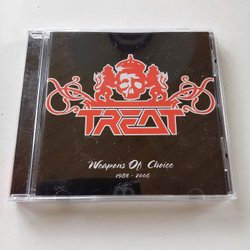 TREAT
Weapons Of Choice
1984 - 2006